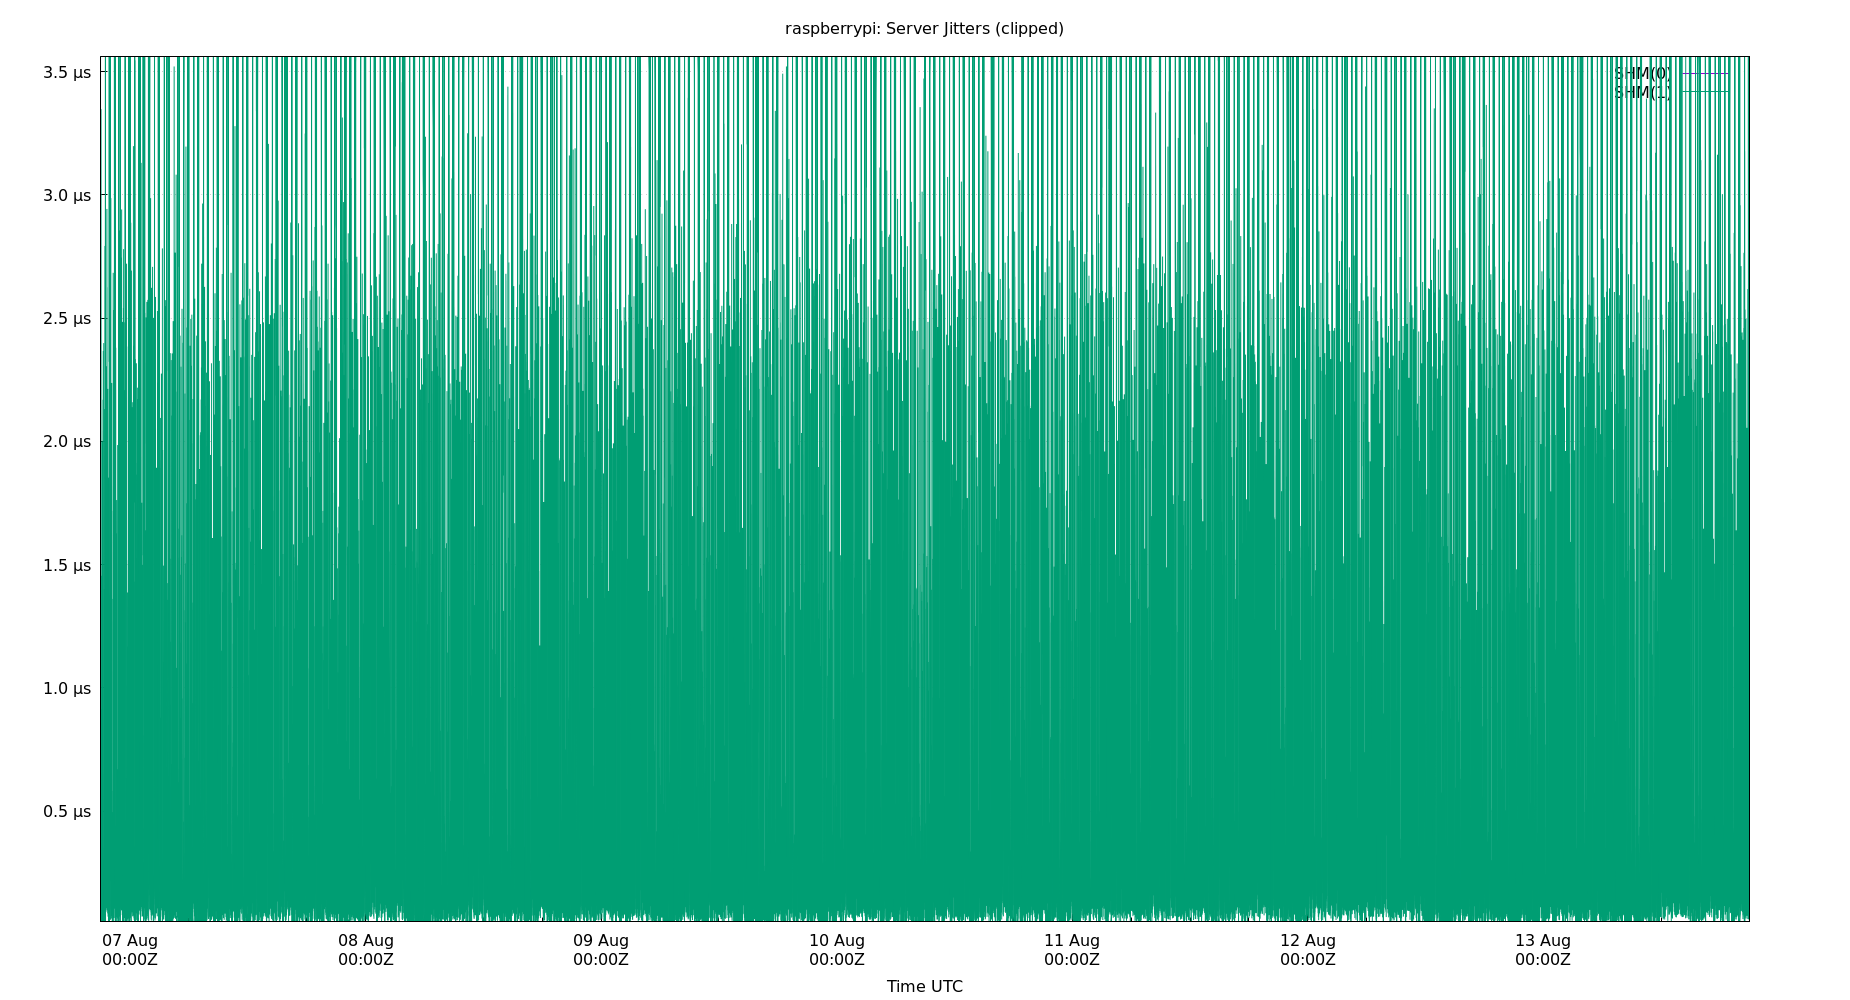 raspberrypi: Server Jitters (clipped)
3.5 µs
SHM(0)
SHM(1)
3.0 µs
2.5 µs
2.0 µs
1.5 µs
1.0 µs
0.5 µs
07 Aug 08 Aug 09 Aug 10 Aug 11 Aug 12 Aug 13 Aug
00:00Z 00:00Z 00:00Z 00:00Z 00:00Z 00:00Z 00:00Z
Time UTC